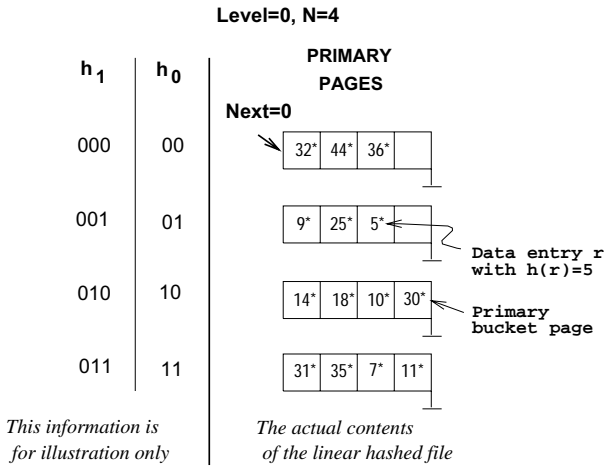 Level=0, N=4
h1 h0 PRIMARY PAGES
Next=0
000 00 32* 44* 36*
001 01 9* 25* 5*
Data entry r
with h(r)=5
010 10 14* 18* 10* 30*
Primary
bucket page
011 11 31* 35* 7* 11*
This information is
for illustration only
The actual contents
of the linear hashed file